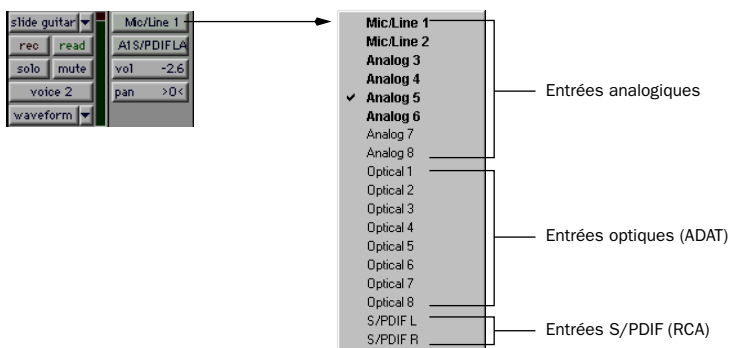 slide guitar
Mic/Line 1
rec read
A1S/PDIFLA
solo mute
vol -2.6
voice 2
pan >0<
waveform
Mic/Line 1
Mic/Line 2
Analog 3
Analog 4
✓ Analog 5
Analog 6
Analog 7
Analog 8
Optical 1
Optical 2
Optical 3
Optical 4
Optical 5
Optical 6
Optical 7
Optical 8
S/PDIF L
S/PDIF R
Entrées analogiques
Entrées optiques (ADAT)
Entrées S/PDIF (RCA)